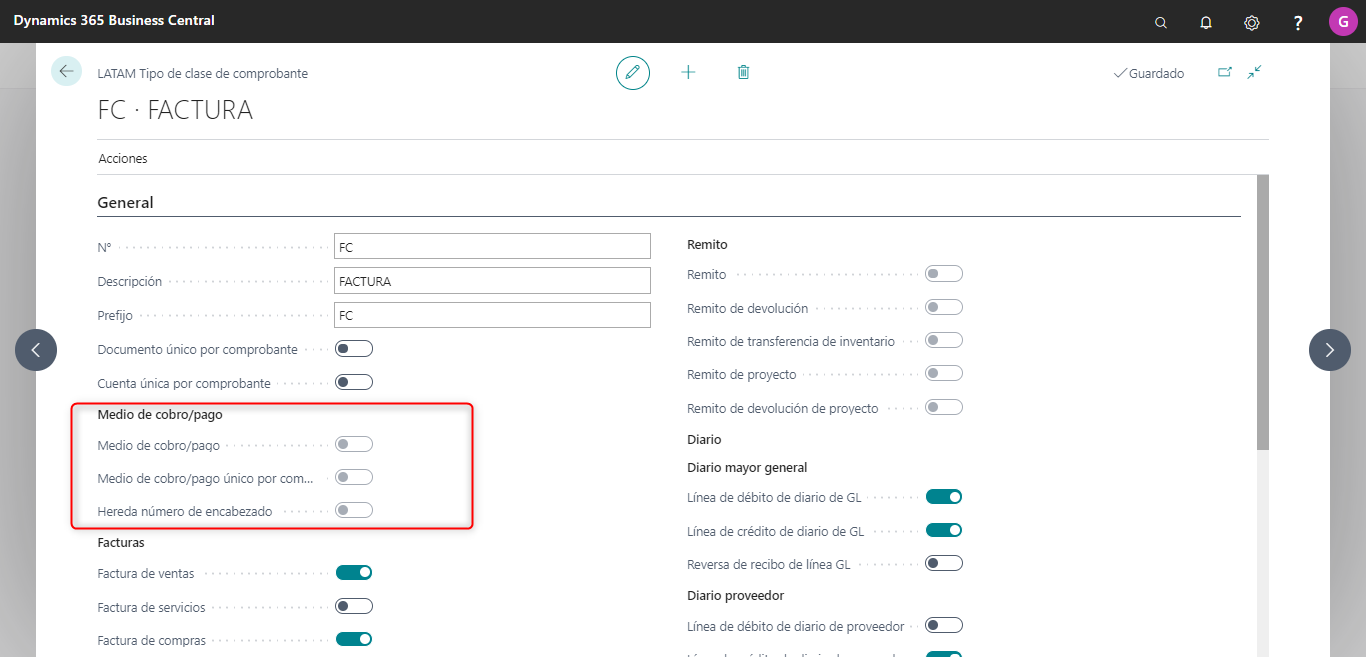 Dynamics 365 Business Central
?
G
LATAM Tipo de clase de comprobante
Guardado
FC · FACTURA
Acciones
General
Nº
FC
Descripción
FACTURA
Prefijo
FC
Documento único por comprobante
Cuenta única por comprobante
Medio de cobro/pago
Medio de cobro/pago
Medio de cobro/pago único por com...
Hereda número de encabezado
Facturas
Factura de ventas
Factura de servicios
Factura de compras
Remito
Remito
Remito de devolución
Remito de transferencia de inventario
Remito de proyecto
Remito de devolución de proyecto
Diario
Diario mayor general
Línea de débito de diario de GL
Línea de crédito de diario de GL
Reversa de recibo de línea GL
Diario proveedor
Línea de débito de diario de proveedor